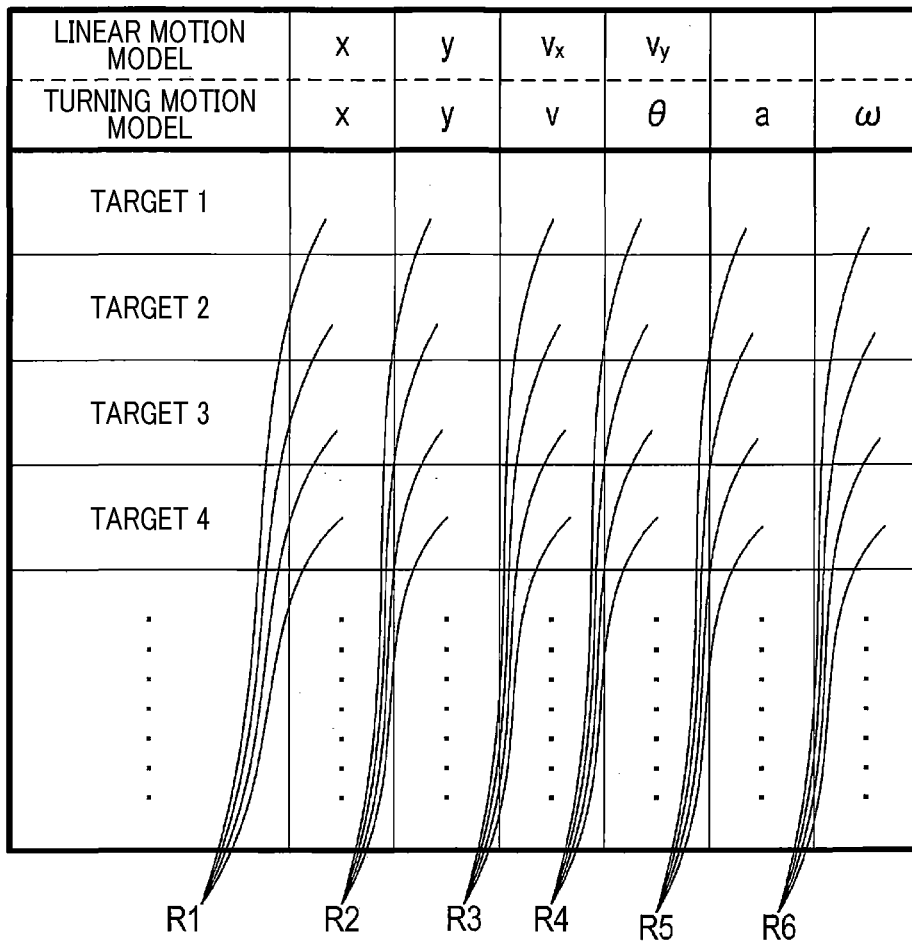 LINEAR MOTION
MODEL x y vx vy
TURNING MOTION
MODEL x y v θ a ω
TARGET 1
TARGET 2
TARGET 3
TARGET 4
R1 R2 R3 R4 R5 R6